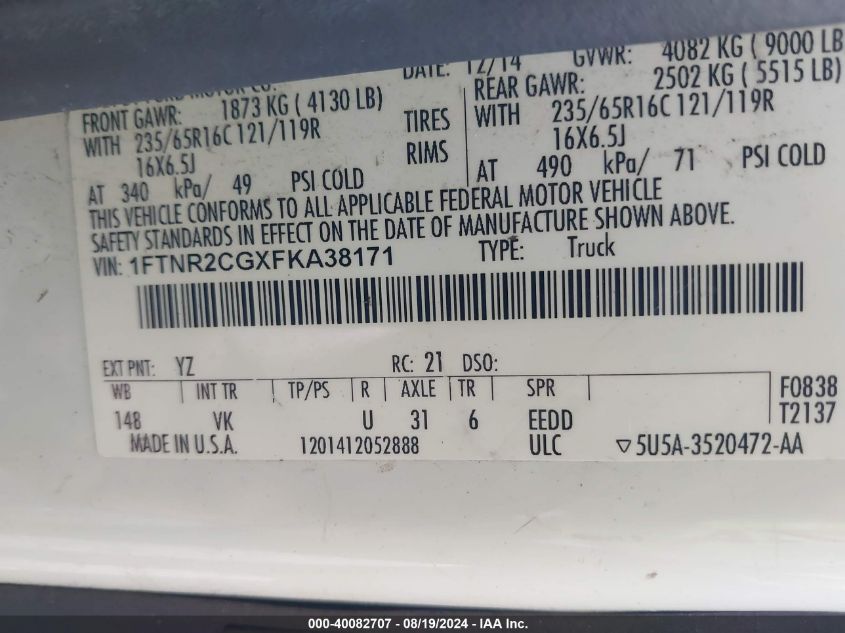 MOTOR CO.
DATE: 12/14 GVWR: 4082 KG ( 9000 LB
FRONT GAWR: 1873 KG ( 4130 LB) REAR GAWR: 2502 KG ( 5515 LB)
WITH 235/65R16C 121/119R TIRES WITH 235/65R16C 121/119R
16X6.5J RIMS 16X6.5J
AT 340 kPa/ 49 PSI COLD AT 490 kPa/ 71 PSI COLD
THIS VEHICLE CONFORMS TO ALL APPLICABLE FEDERAL MOTOR VEHICLE
SAFETY STANDARDS IN EFFECT ON THE DATE OF MANUFACTURE SHOWN ABOVE.
VIN: 1FTNR2CGXFKA38171 TYPE: Truck
EXT PNT: YZ RC: 21 DSO:
WB | INT TR | TP/PS | R | AXLE | TR | SPR F0838
148 VK U 31 6 EEDD T2137
MADE IN U.S.A. 1201412052888 ULC ▽5U5A-3520472-AA
000-40082707 - 08/19/2024 - IAA Inc.